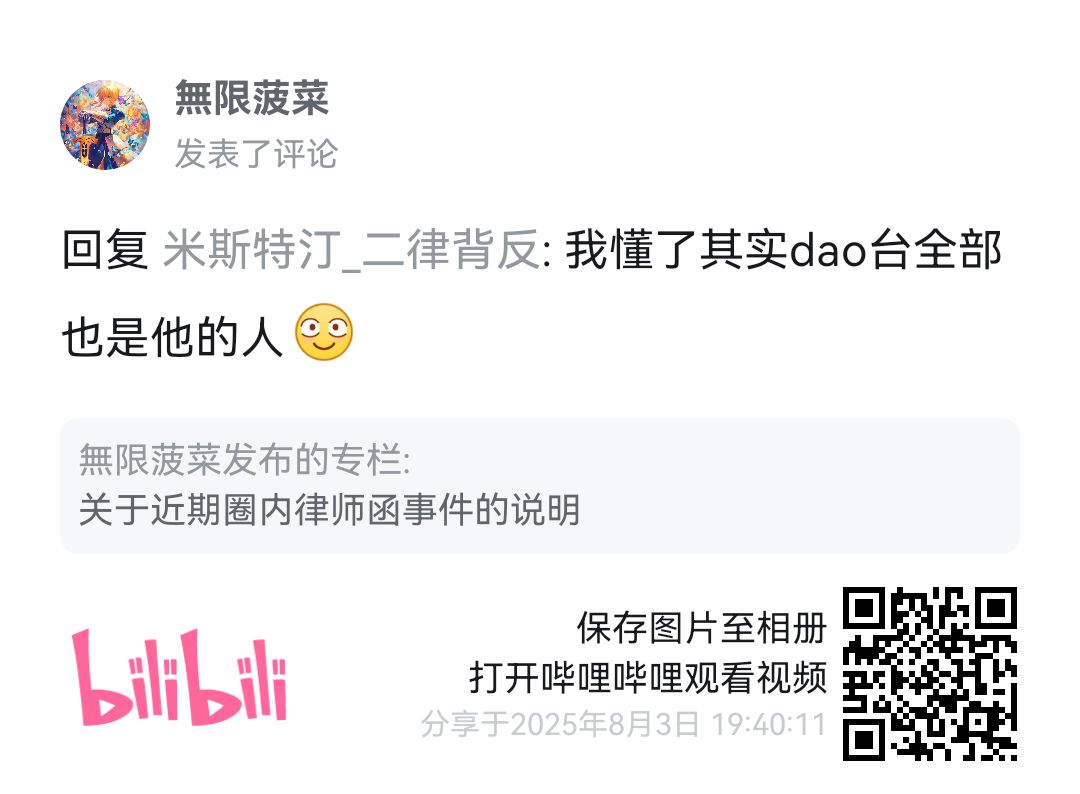 無限菠菜
发表了评论
回复 米斯特汀_二律背反: 我懂了其实dao台全部
也是他的人
無限菠菜发布的专栏:
关于近期圈内律师函事件的说明
保存图片至相册
打开哔哩哔哩观看视频
分享于2025年8月3日 19:40:11
bilibili